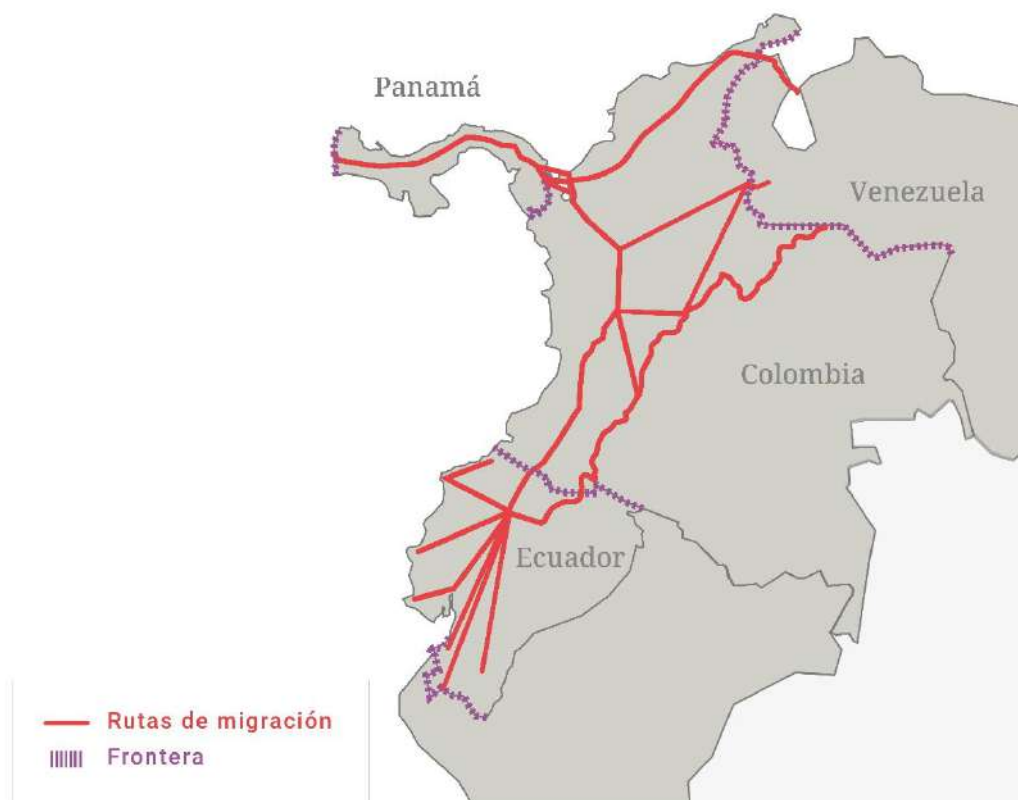 Panamá
Venezuela
Colombia
Ecuador
Rutas de migración
Frontera